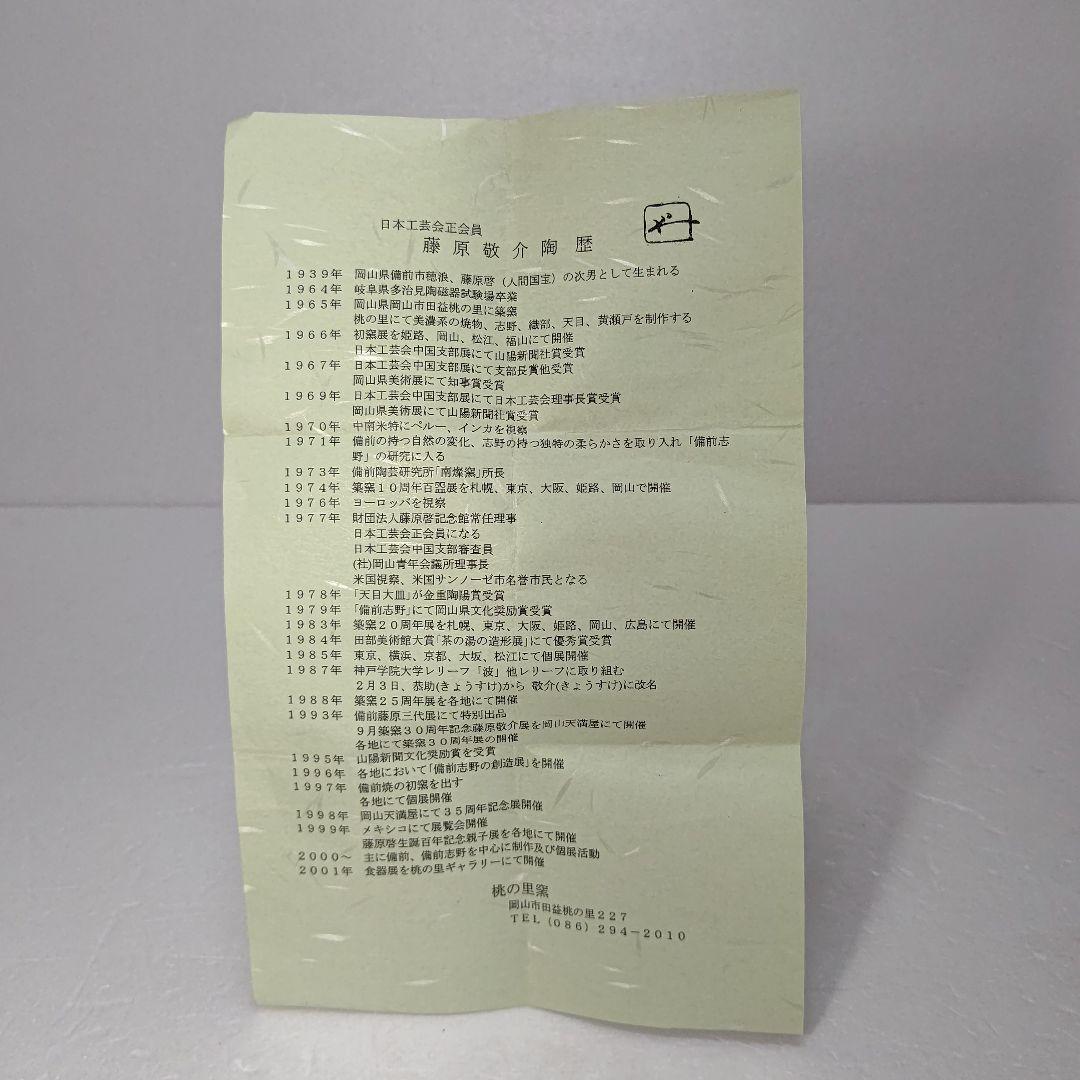 日本工芸会正会員
藤原敬介陶歴
1939年 岡山県備前市穂浪、藤原啓(人間国宝)の次男として生まれる
1964年 岐阜県多治見陶磁器試験場卒業
1965年 岡山県岡山市田益桃の里に築窯
桃の里にて美濃系の焼物、志野、織部、天目、黄瀬戸を制作する
1966年 初窯展を姫路、岡山、松江、福山にて開催
日本工芸会中国支部展にて山陽新聞社賞受賞
1967年 日本工芸会中国支部展にて支部長賞他受賞
岡山県美術展にて知事賞受賞
1969年 日本工芸会中国支部展にて日本工芸会理事長賞受賞
岡山県美術展にて山陽新聞社賞受賞
1970年 中南米特にペルー、インカを視察
1971年 備前の持つ自然の変化、志野の持つ独特の柔らかさを取り入れ「備前志
野」の研究に入る
1973年 備前陶芸研究所「南燦窯」所長
1974年 築窯10周年百盌展を札幌、東京、大阪、姫路、岡山で開催
1976年 ヨーロッパを視察
1977年 財団法人藤原啓記念館常任理事
日本工芸会正会員になる
日本工芸会中国支部審査員
(社)岡山青年会議所理事長
米国視察、米国サンノーゼ市名誉市民となる
1978年 「天目大皿」が金重陶陽賞受賞
1979年 「備前志野」にて岡山県文化奨励賞受賞
1983年 築窯20周年展を札幌、東京、大阪、姫路、岡山、広島にて開催
1984年 田部美術館大賞「茶の湯の造形展」にて優秀賞受賞
1985年 東京、横浜、京都、大坂、松江にて個展開催
1987年 神戸学院大学レリーフ「波」他レリーフに取り組む
2月3日、恭助(きょうすけ)から 敬介(きょうすけ)に改名
1988年 築窯25周年展を各地にて開催
1993年 備前藤原三代展にて特別出品
9月築窯30周年記念藤原敬介展を岡山天満屋にて開催
各地にて築窯30周年展の開催
1995年 山陽新聞文化奨励賞を受賞
1996年 各地において「備前志野の創造展」を開催
1997年 備前焼の初窯を出す
各地にて個展開催
1998年 岡山天満屋にて35周年記念展開催
1999年 メキシコにて展覧会開催
藤原啓生誕百年記念親子展を各地にて開催
2000〜 主に備前、備前志野を中心に制作及び個展活動
2001年 食器展を桃の里ギャラリーにて開催
桃の里窯
岡山市田益桃の里227
TEL(086)294-2010